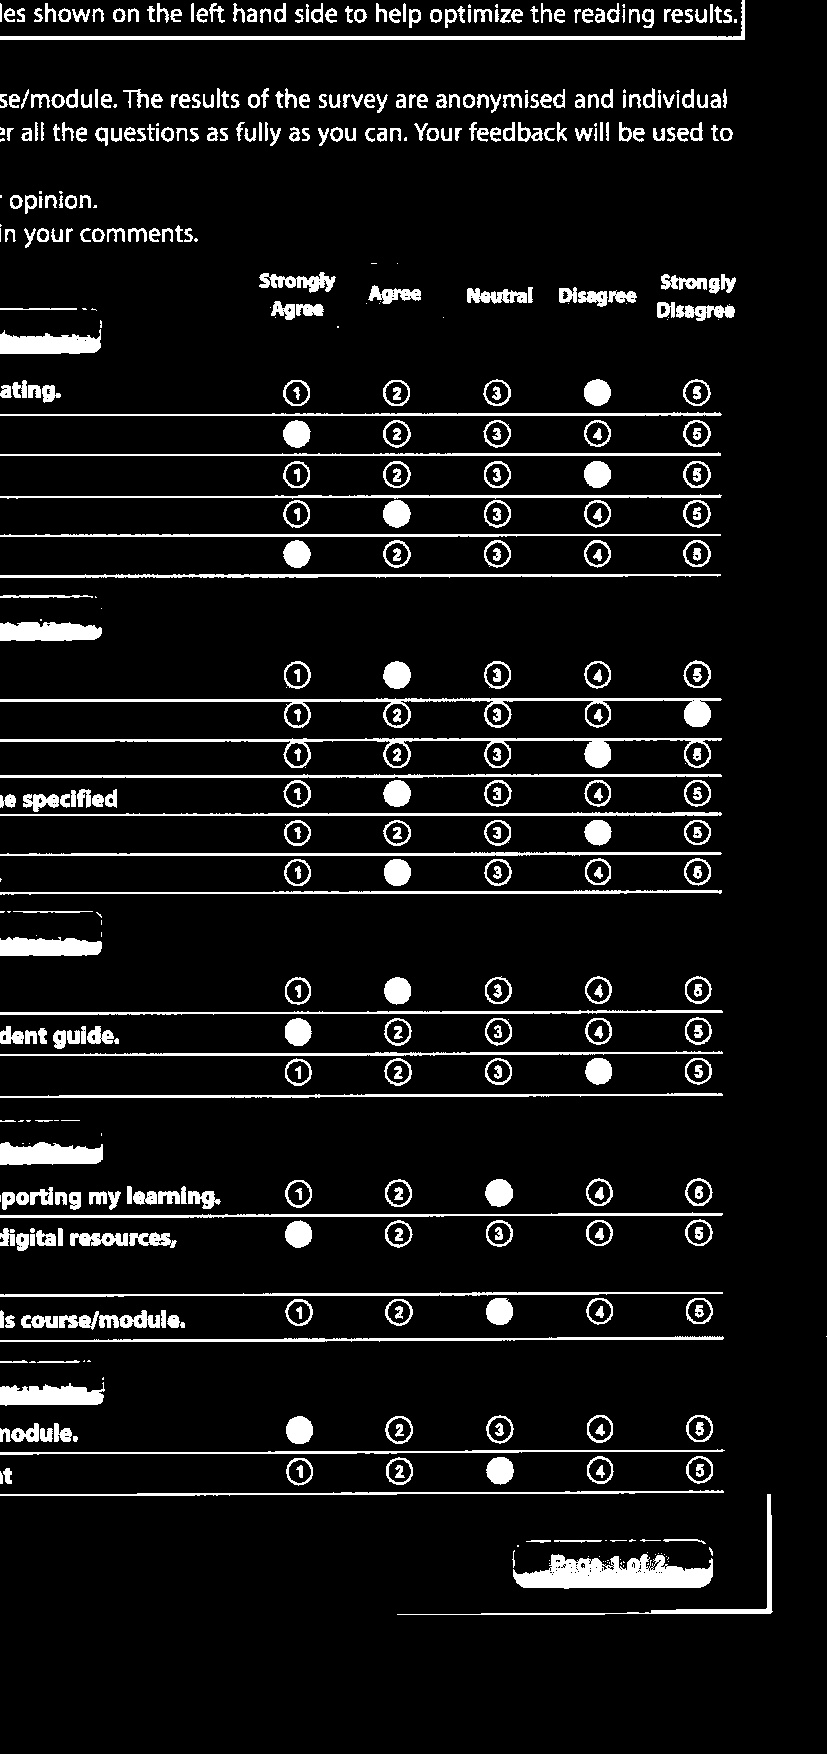 les shown on the left hand side to help optimize the reading results.
se/module. The results of the survey are anonymised and individual
er all the questions as fully as you can. Your feedback will be used to
r opinion.
in your comments.
Strongly Agree Agree Neutral Disagree Strongly Disagree
ating. 1 2 3 5
2 3 4 5
1 2 3 5
1 3 4 5
2 3 4 5
1 3 4 5
1 2 3 4
1 2 3 5
e specified 1 3 4 5
1 2 3 5
. 1 3 4 5
1 3 4 5
dent guide. 2 3 4 5
1 2 3 5
porting my learning. 1 2 4 5
digital resources, 2 3 4 5
is course/module. 1 2 4 5
module. 2 3 4 5
nt 1 2 4 5
Page 1 of 2